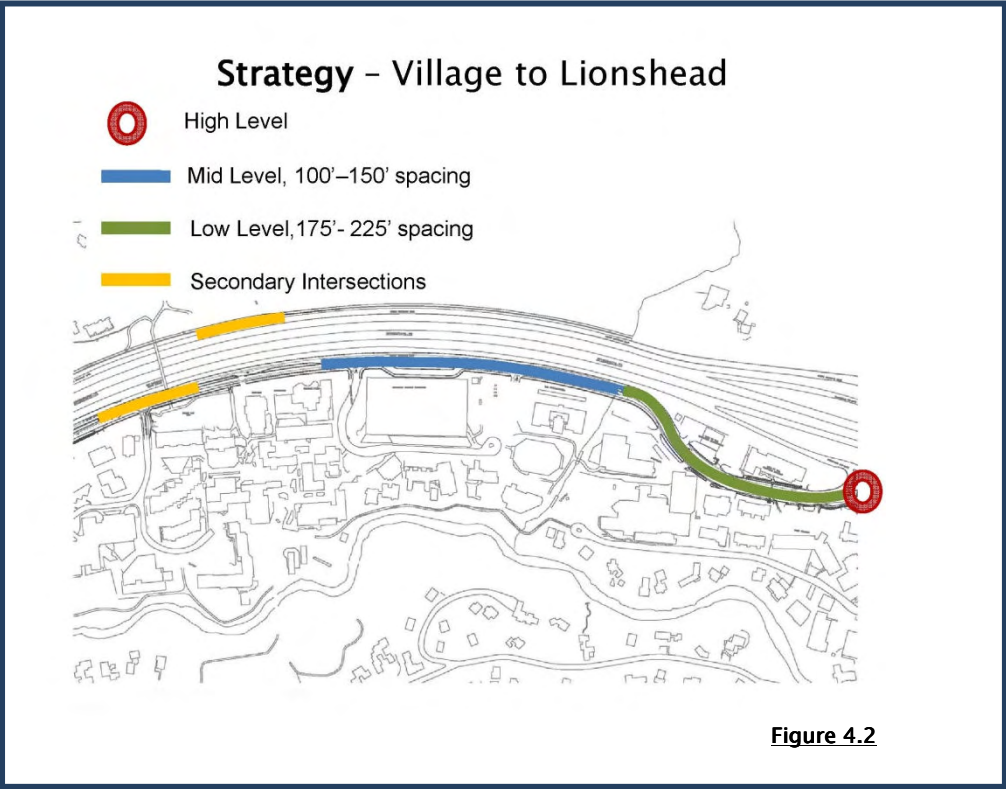 Strategy – Village to Lionshead
High Level
Mid Level, 100'–150' spacing
Low Level,175'- 225' spacing
Secondary Intersections
Figure 4.2